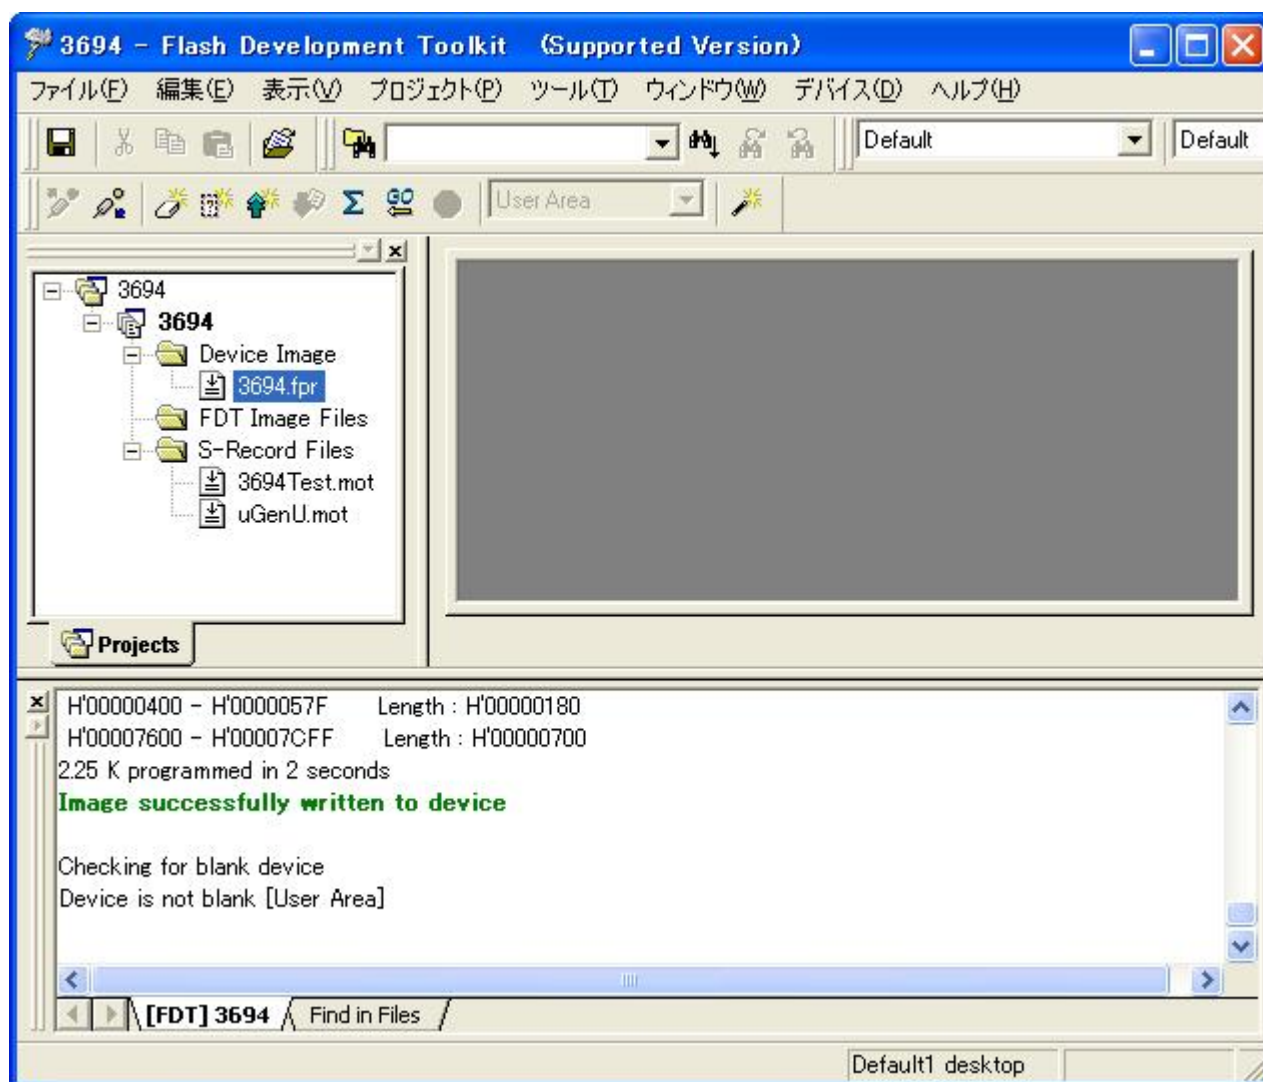 3694 - Flash Development Toolkit (Supported Version)
ファイル(F) 編集(E) 表示(V) プロジェクト(P) ツール(T) ウィンドウ(W) デバイス(D) ヘルプ(H)
Default Default
GO User Area
3694
3694
Device Image
3694.fpr
FDT Image Files
S-Record Files
3694Test.mot
uGenU.mot
Projects
H'00000400 - H'0000057F Length : H'00000180
H'00007600 - H'00007CFF Length : H'00000700
2.25 K programmed in 2 seconds
Image successfully written to device
Checking for blank device
Device is not blank [User Area]
[FDT] 3694 Find in Files
Default1 desktop